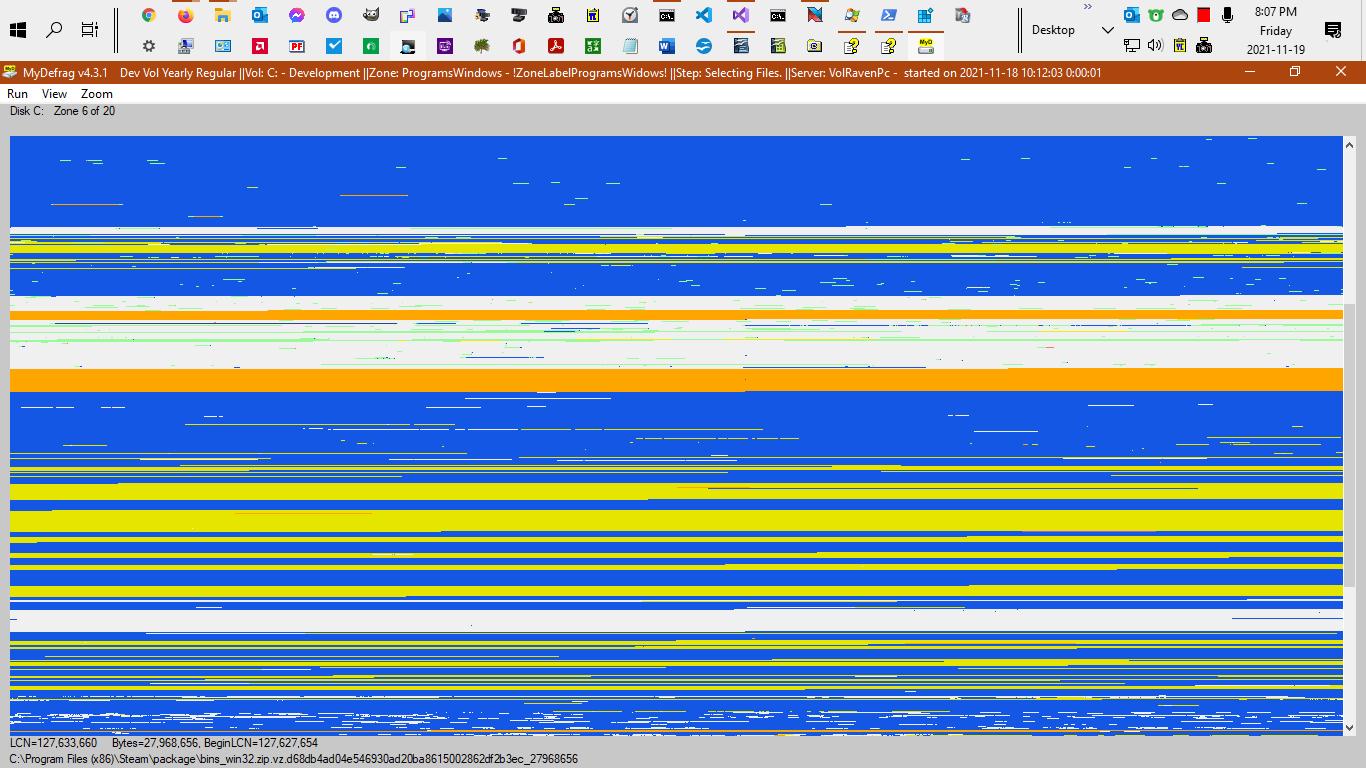 8:07 PM
Desktop
Friday
2021-11-19
MyDefrag v4.3.1 Dev Vol Yearly Regular ||Vol: C: - Development ||Zone: ProgramsWindows - !ZoneLabelProgramsWidows! ||Step: Selecting Files. ||Server: VolRavenPc - started on 2021-11-18 10:12:03 0:00:01
Run View Zoom
Disk C: Zone 6 of 20
LCN=127,633,660 Bytes=27,968,656, BeginLCN=127,627,654
C:\Program Files (x86)\Steam\package\bins_win32.zip.vz.d68db4ad04e546930ad20ba8615002862df2b3ec_27968656